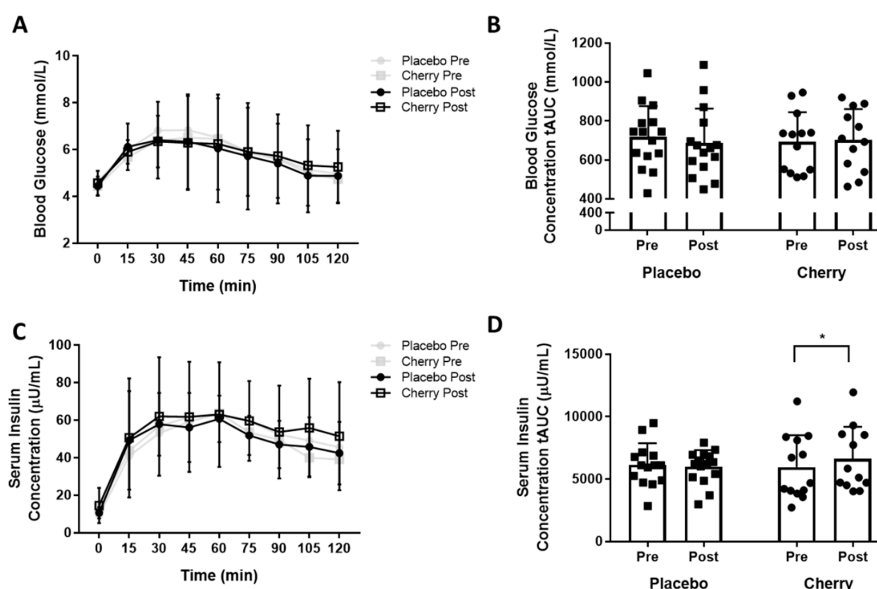 A
Blood Glucose (mmol/L)
10
8
6
4
2
0 15 30 45 60 75 90 105 120
Time (min)
Placebo Pre
Cherry Pre
Placebo Post
Cherry Post
B
Blood Glucose
Concentration tAUC (mmol/L)
1200
1000
800
600
400
400
0
Pre Post Pre Post
Placebo Cherry
C
Serum Insulin
Concentration (µU/mL)
100
80
60
40
20
0
0 15 30 45 60 75 90 105 120
Time (min)
Placebo Pre
Cherry Pre
Placebo Post
Cherry Post
D
Serum Insulin
Concentration tAUC (µU/mL)
15000
10000
5000
0
*
Pre Post Pre Post
Placebo Cherry